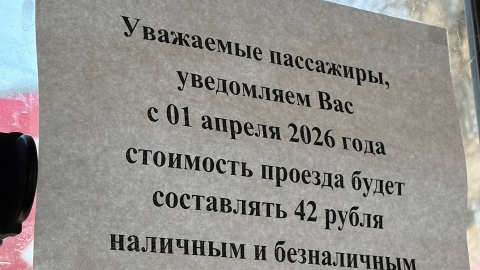 Уважаемые пассажиры,
уведомляем Вас
с 01 апреля 2026 года
стоимость проезда будет
составлять 42 рубля
наличным и безналичным